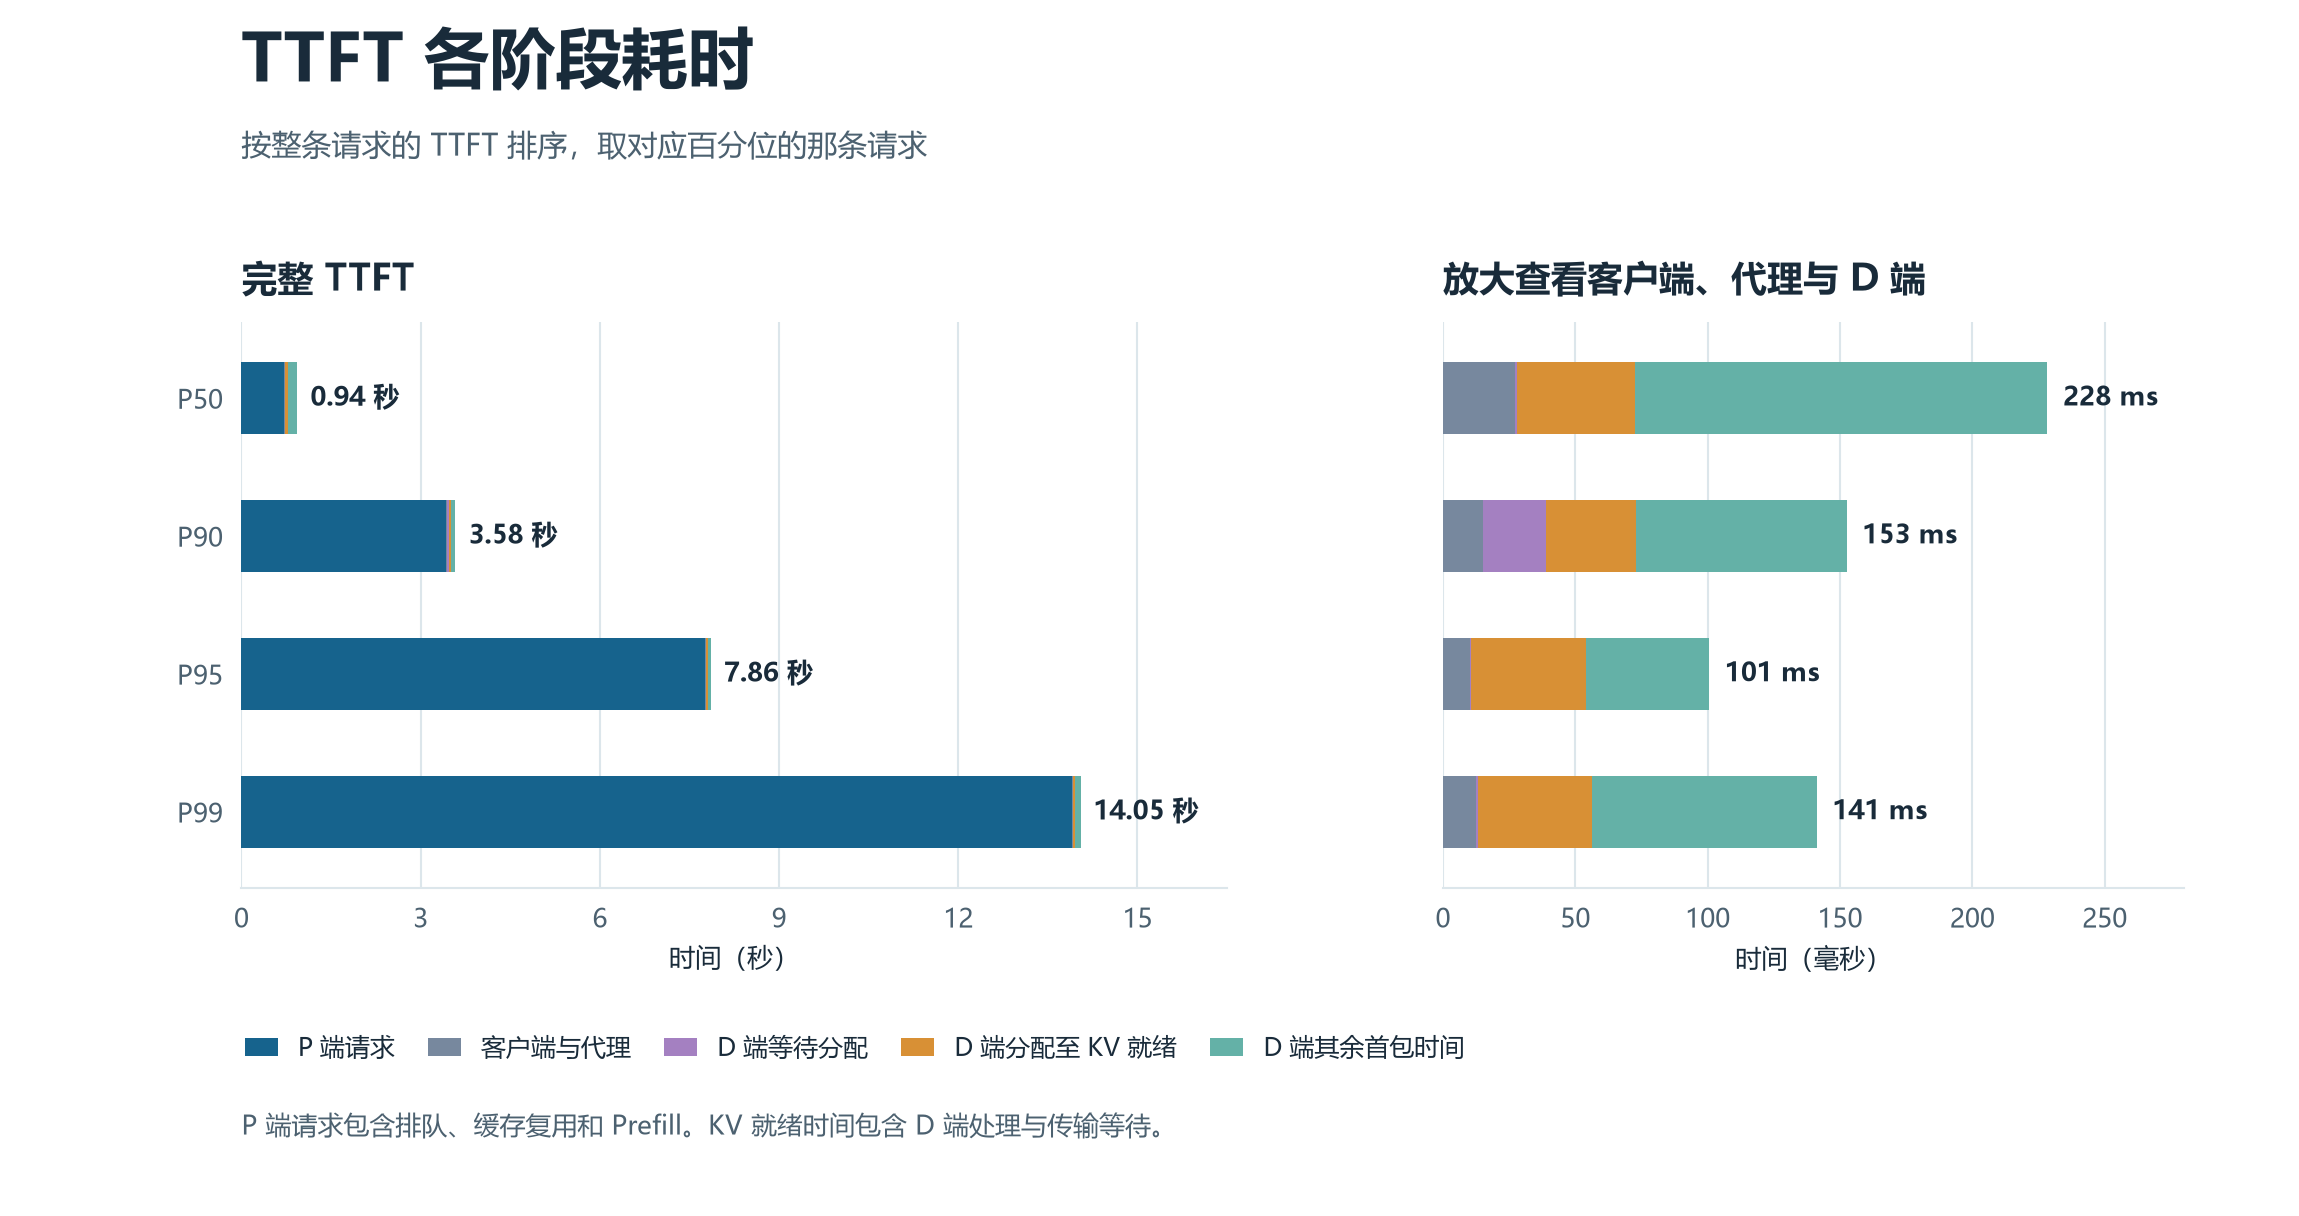 TTFT 各阶段耗时
按整条请求的 TTFT 排序，取对应百分位的那条请求
完整 TTFT
P50
0.94 秒
P90
3.58 秒
P95
7.86 秒
P99
14.05 秒
0 3 6 9 12 15
时间（秒）
放大查看客户端、代理与 D 端
228 ms
153 ms
101 ms
141 ms
0 50 100 150 200 250
时间（毫秒）
P 端请求 客户端与代理 D 端等待分配 D 端分配至 KV 就绪 D 端其余首包时间
P 端请求包含排队、缓存复用和 Prefill。KV 就绪时间包含 D 端处理与传输等待。